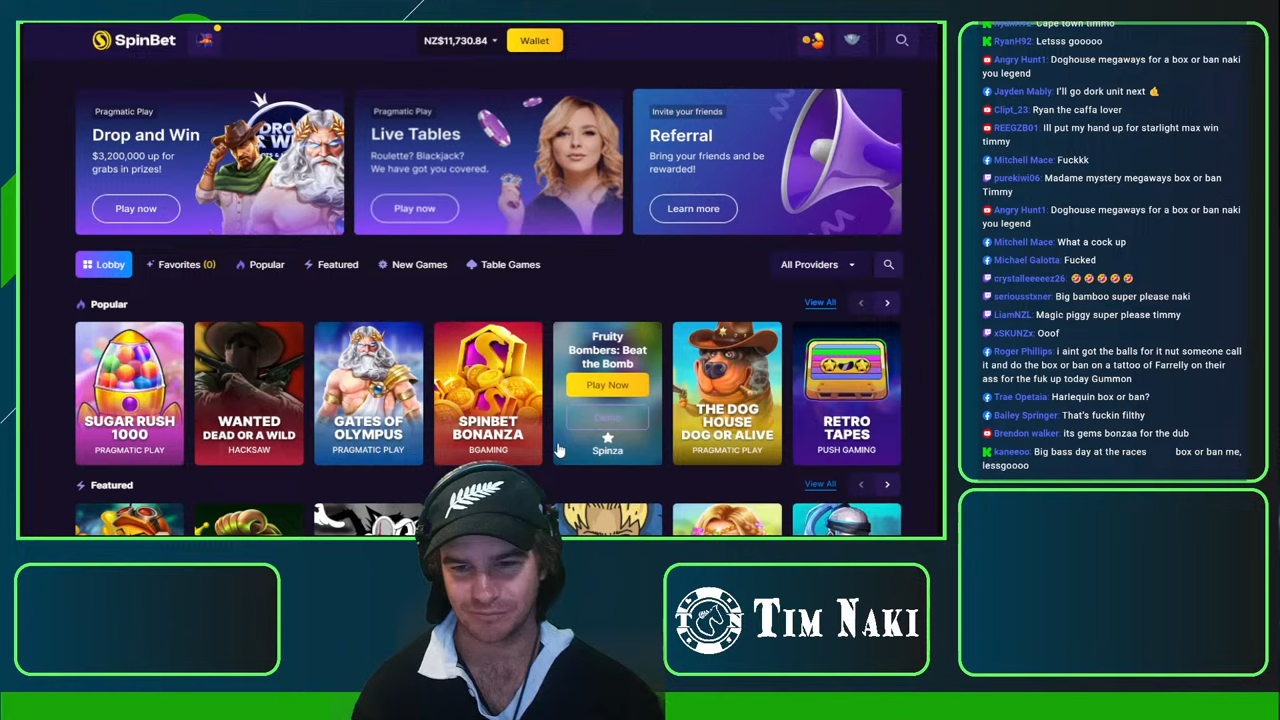 SpinBet
NZ$11,730.84
Wallet
Pragmatic Play
Drop and Win
$3,200,000 up for
grabs in prizes!
Play now
Pragmatic Play
Live Tables
Roulette? Blackjack?
We have got you covered.
Play now
Invite your friends
Referral
Bring your friends and be
rewarded!
Learn more
Lobby
Favorites (0)
Popular
Featured
New Games
Table Games
All Providers
Popular
View All
SUGAR RUSH
1000
PRAGMATIC PLAY
WANTED
DEAD OR A WILD
HACKSAW
GATES OF
OLYMPUS
PRAGMATIC PLAY
SPINBET
BONANZA
BGAMING
Fruity
Bombers: Beat
the Bomb
Play Now
Demo
Spinza
THE DOG
HOUSE
DOG OR ALIVE
PRAGMATIC PLAY
RETRO
TAPES
PUSH GAMING
Featured
View All
TIM NAKI
RyanH92: Cape town timmo
RyanH92: Letsss gooooo
Angry Hunt1: Doghouse megaways for a box or ban naki
you legend
Jayden Mably: I'll go dork unit next 🤙
Clipt_23: Ryan the caffa lover
REEGZB01: Ill put my hand up for starlight max win
timmy
Mitchell Mace: Fuckkk
purekiwi06: Madame mystery megaways box or ban
Timmy
Angry Hunt1: Doghouse megaways for a box or ban naki
you legend
Mitchell Mace: What a cock up
Michael Galotta: Fucked
crystalleeeeez26: 🤣🤣🤣🤣🤣
seriousstxner: Big bamboo super please naki
LiamNZL: Magic piggy super please timmy
xSKUNZx: Ooof
Roger Phillips: i aint got the balls for it nut someone call
it and do the box or ban on a tattoo of Farrelly on their
ass for the fuk up today Gummon
Trae Opetaia: Harlequin box or ban?
Bailey Springer: That's fuckin filthy
Brendon walker: its gems bonzaa for the dub
kaneeoo: Big bass day at the races box or ban me,
lessgoooo